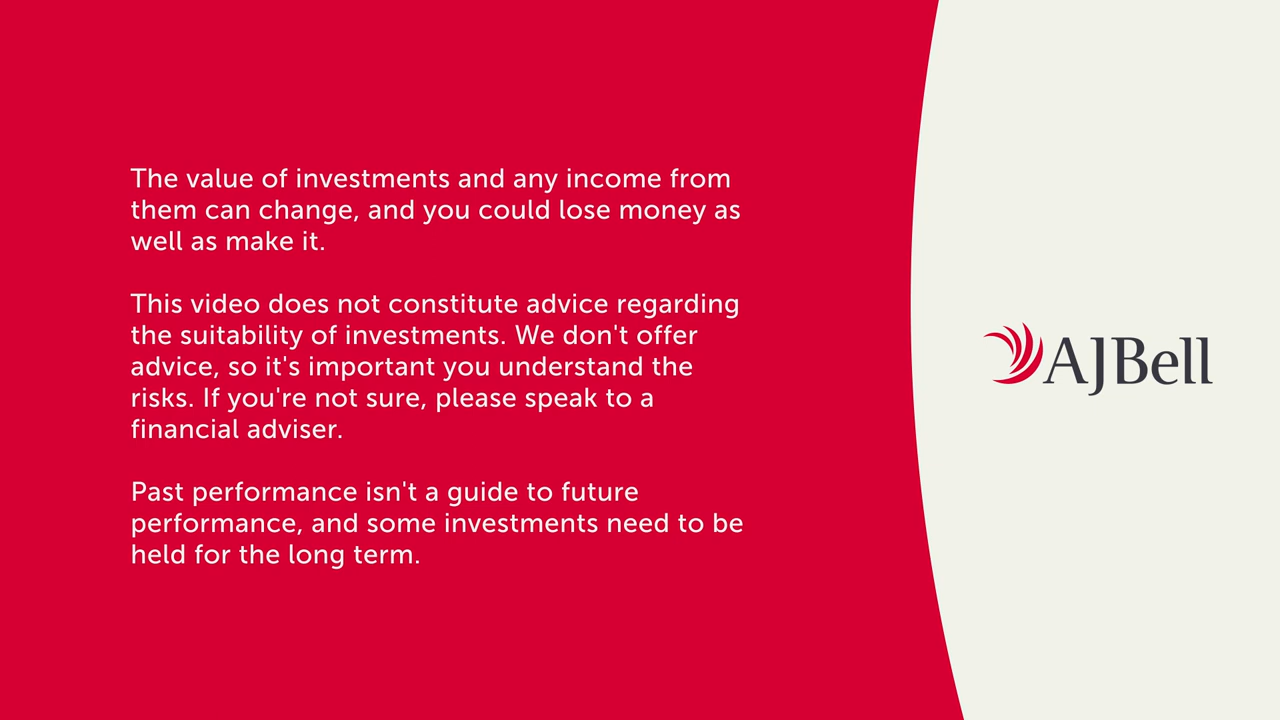 The value of investments and any income from
them can change, and you could lose money as
well as make it.
This video does not constitute advice regarding
the suitability of investments. We don't offer
advice, so it's important you understand the
risks. If you're not sure, please speak to a
financial adviser.
Past performance isn't a guide to future
performance, and some investments need to be
held for the long term.
AJBell